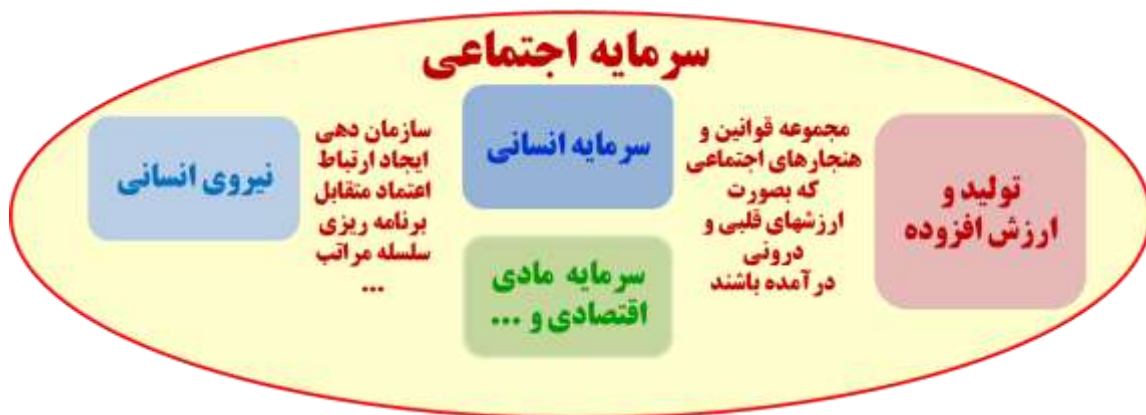 سرمایه اجتماعی
تولید و
ارزش افزوده
مجموعه قوانین و
هنجارهای اجتماعی
که بصورت
ارزشهای قلبی و
درونی
در آمده باشند
سرمایه انسانی
سرمایه مادی
اقتصادی و ...
سازمان دهی
ایجاد ارتباط
اعتماد متقابل
برنامه ریزی
سلسله مراتب
...
نیروی انسانی